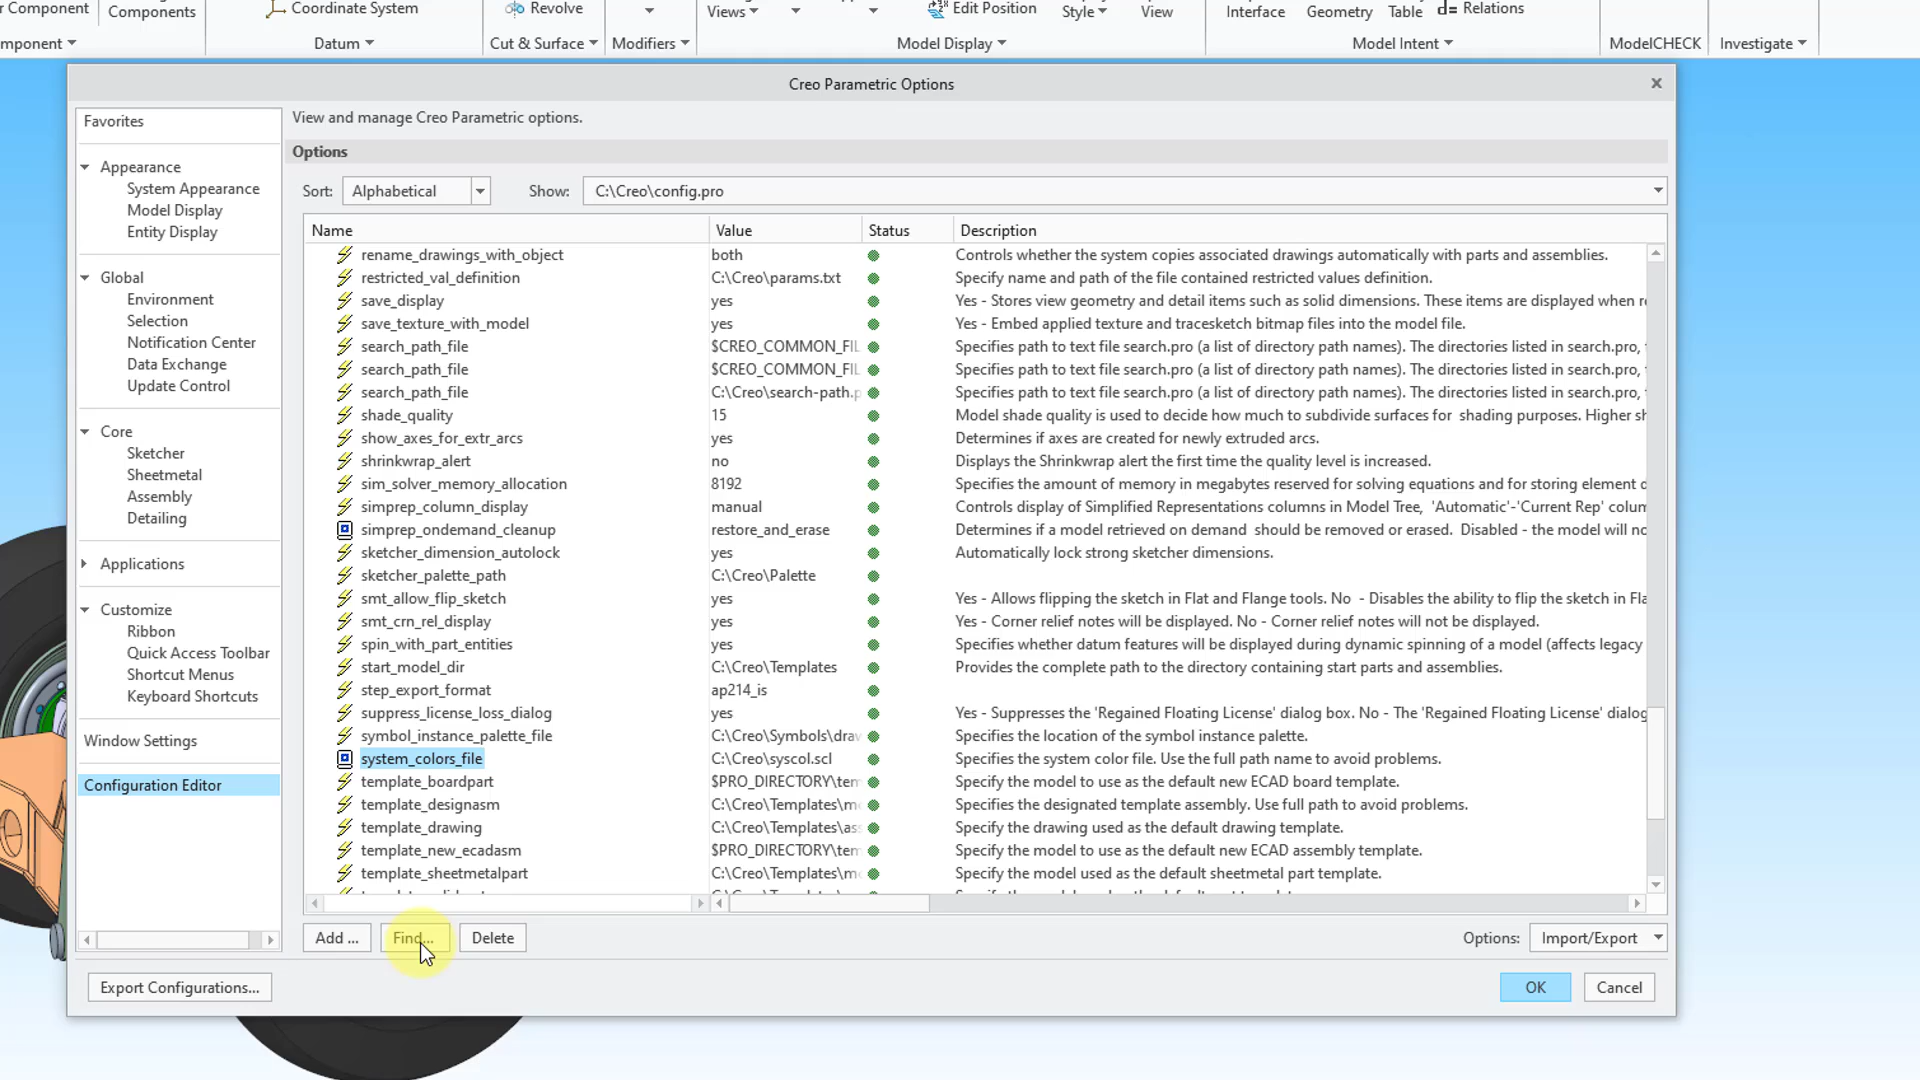 r Component
Components
Coordinate System
Revolve
Views
Edit Position
Style
View
Interface
Geometry
Table
Relations
mponent
Datum
Cut & Surface
Modifiers
Model Display
Model Intent
ModelCHECK
Investigate
Creo Parametric Options
Favorites
Appearance
System Appearance
Model Display
Entity Display
Global
Environment
Selection
Notification Center
Data Exchange
Update Control
Core
Sketcher
Sheetmetal
Assembly
Detailing
Applications
Customize
Ribbon
Quick Access Toolbar
Shortcut Menus
Keyboard Shortcuts
Window Settings
Configuration Editor
View and manage Creo Parametric options.
Options
Sort: Alphabetical Show: C:\Creo\config.pro
Name Value Status Description
rename_drawings_with_object both Controls whether the system copies associated drawings automatically with parts and assemblies.
restricted_val_definition C:\Creo\params.txt Specify name and path of the file contained restricted values definition.
save_display yes Yes - Stores view geometry and detail items such as solid dimensions. These items are displayed when r
save_texture_with_model yes Yes - Embed applied texture and tracesketch bitmap files into the model file.
search_path_file $CREO_COMMON_FIL Specifies path to text file search.pro (a list of directory path names). The directories listed in search.pro,
search_path_file $CREO_COMMON_FIL Specifies path to text file search.pro (a list of directory path names). The directories listed in search.pro,
search_path_file C:\Creo\search-path.p Specifies path to text file search.pro (a list of directory path names). The directories listed in search.pro,
shade_quality 15 Model shade quality is used to decide how much to subdivide surfaces for shading purposes. Higher sh
show_axes_for_extr_arcs yes Determines if axes are created for newly extruded arcs.
shrinkwrap_alert no Displays the Shrinkwrap alert the first time the quality level is increased.
sim_solver_memory_allocation 8192 Specifies the amount of memory in megabytes reserved for solving equations and for storing element d
simprep_column_display manual Controls display of Simplified Representations columns in Model Tree, 'Automatic'-'Current Rep' colum
simprep_ondemand_cleanup restore_and_erase Determines if a model retrieved on demand should be removed or erased. Disabled - the model will no
sketcher_dimension_autolock yes Automatically lock strong sketcher dimensions.
sketcher_palette_path C:\Creo\Palette
smt_allow_flip_sketch yes Yes - Allows flipping the sketch in Flat and Flange tools. No - Disables the ability to flip the sketch in Fla
smt_crn_rel_display yes Yes - Corner relief notes will be displayed. No - Corner relief notes will not be displayed.
spin_with_part_entities yes Specifies whether datum features will be displayed during dynamic spinning of a model (affects legacy
start_model_dir C:\Creo\Templates Provides the complete path to the directory containing start parts and assemblies.
step_export_format ap214_is
suppress_license_loss_dialog yes Yes - Suppresses the 'Regained Floating License' dialog box. No - The 'Regained Floating License' dialog
symbol_instance_palette_file C:\Creo\Symbols\drav Specifies the location of the symbol instance palette.
system_colors_file C:\Creo\syscol.scl Specifies the system color file. Use the full path name to avoid problems.
template_boardpart $PRO_DIRECTORY\tem Specify the model to use as the default new ECAD board template.
template_designasm C:\Creo\Templates\m Specifies the designated template assembly. Use full path to avoid problems.
template_drawing C:\Creo\Templates\as Specify the drawing used as the default drawing template.
template_new_ecadasm $PRO_DIRECTORY\tem Specify the model to use as the default new ECAD assembly template.
template_sheetmetalpart C:\Creo\Templates\m Specify the model used as the default sheetmetal part template.
Add ... Find... Delete Options: Import/Export
Export Configurations... OK Cancel